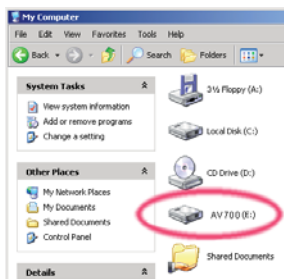 My Computer
File Edit View Favorites Tools Help
Back Search Folders
System Tasks
View system information
Add or remove programs
Change a setting
Other Places
My Network Places
My Documents
Shared Documents
Control Panel
Details
3½ Floppy (A:)
Local Disk (C:)
CD Drive (D:)
AV700 (E:)
Shared Documents